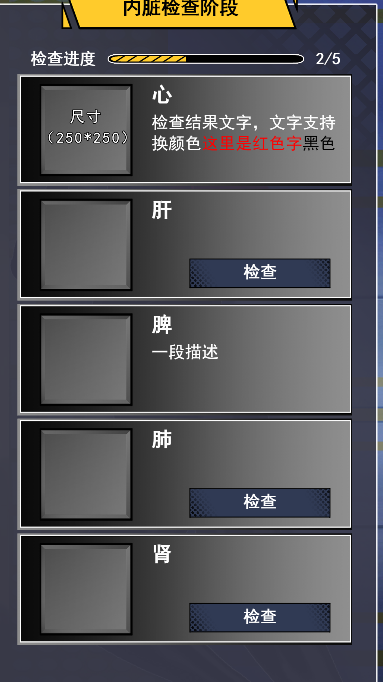 内脏检查阶段
检查进度
2/5
尺寸
（250*250）
心
检查结果文字，文字支持
换颜色这里是红色字黑色
肝
检查
脾
一段描述
肺
检查
肾
检查